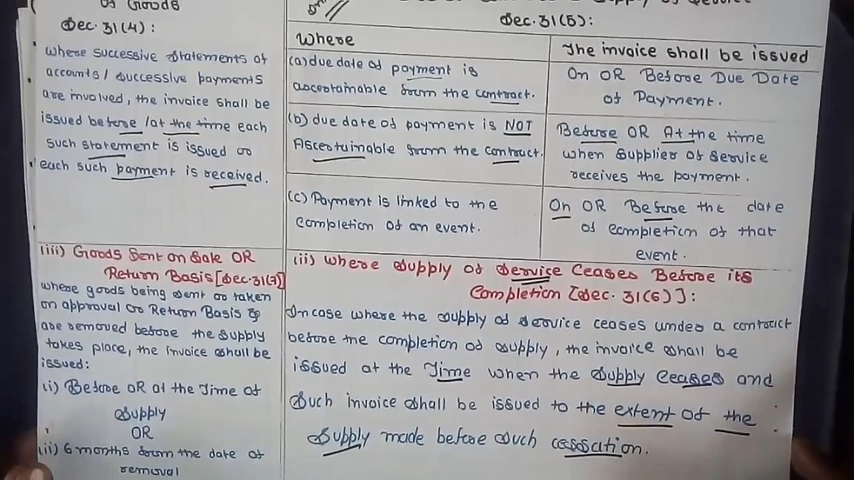 of Goods
Sec. 31(4):
where successive statements of
accounts/ successive payments
are involved, the invoice shall be
issued before /at the time each
such statement is issued or
each such payment is received.
(iii) Goods Sent on Sale OR
Return Basis [Sec.31(7)]
where goods being sent or taken
on approval or Return Basis &
are removed before the supply
takes place, the invoice shall be
issued:
(i) Before OR at the Time of
Supply
OR
(ii) 6 months from the date of
removal
Sec. 31(5):
Where
The invoice shall be issued
(a) due date of payment is
ascertainable from the contract.
On OR Before Due Date
of Payment.
(b) due date of payment is NOT
Ascertainable from the contract.
Before OR At the time
when supplier of service
receives the payment.
(c) Payment is linked to the
completion of an event.
On OR Before the date
of completion of that
event.
(ii) Where Supply of Service Ceases Before its
Completion [Sec. 31(6)]:
In case where the supply of service ceases under a contract
before the completion of supply, the invoice shall be
issued at the Time when the supply ceases and
such invoice shall be issued to the extent of the
Supply made before such cessation.